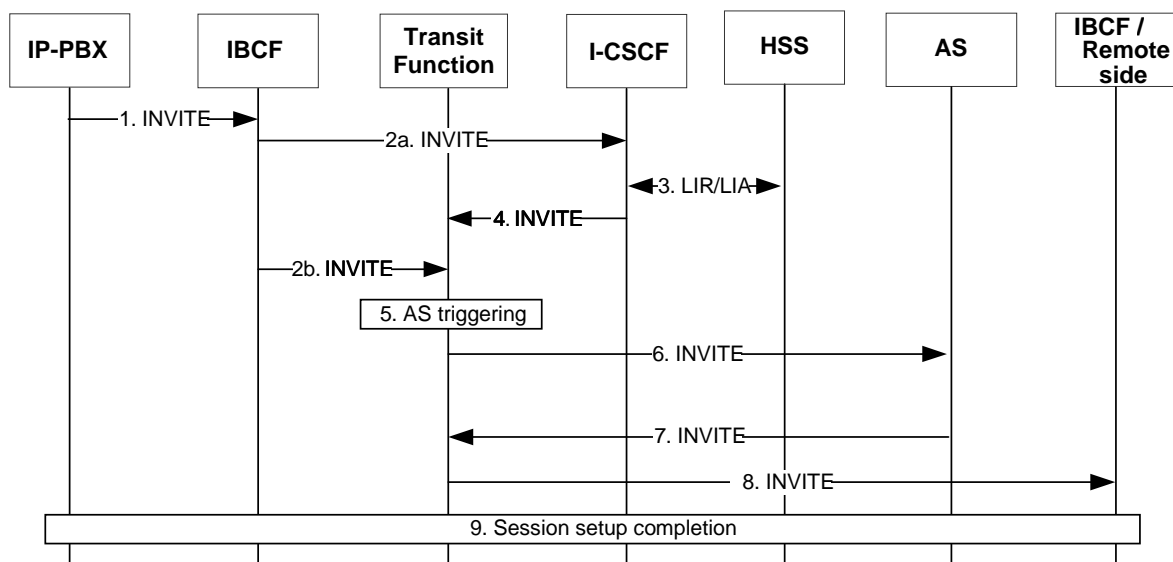 IP-PBX
IBCF
Transit
Function
I-CSCF
HSS
AS
IBCF /
Remote
side
1. INVITE
2a. INVITE
3. LIR/LIA
4. INVITE
2b. INVITE
5. AS triggering
6. INVITE
7. INVITE
8. INVITE
9. Session setup completion